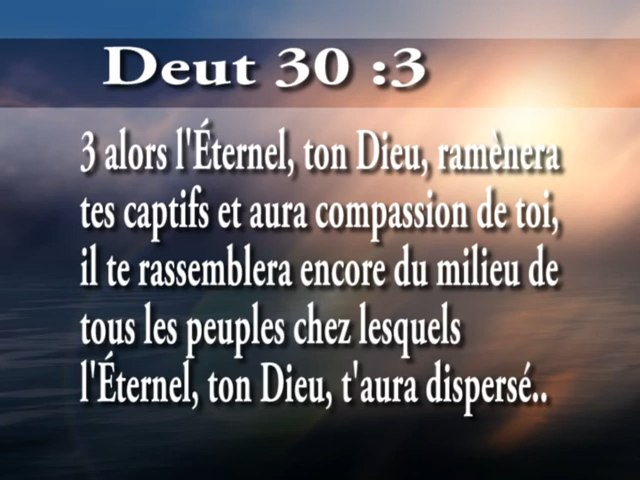 Deut 30 :3
3 alors l'Éternel, ton Dieu, ramènera
tes captifs et aura compassion de toi,
il te rassemblera encore du milieu de
tous les peuples chez lesquels
l'Éternel, ton Dieu, t'aura dispersé..